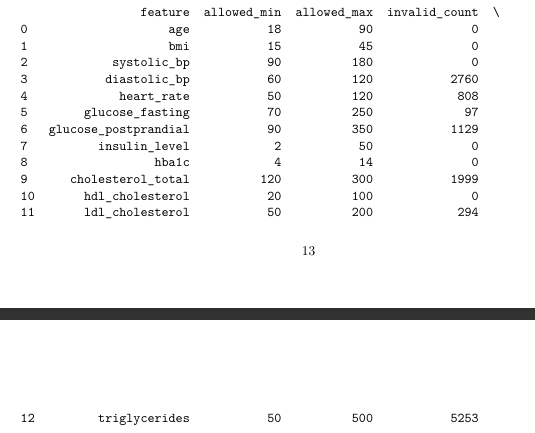 feature allowed_min allowed_max invalid_count \
0 age 18 90 0
1 bmi 15 45 0
2 systolic_bp 90 180 0
3 diastolic_bp 60 120 2760
4 heart_rate 50 120 808
5 glucose_fasting 70 250 97
6 glucose_postprandial 90 350 1129
7 insulin_level 2 50 0
8 hba1c 4 14 0
9 cholesterol_total 120 300 1999
10 hdl_cholesterol 20 100 0
11 ldl_cholesterol 50 200 294
13
12 triglycerides 50 500 5253